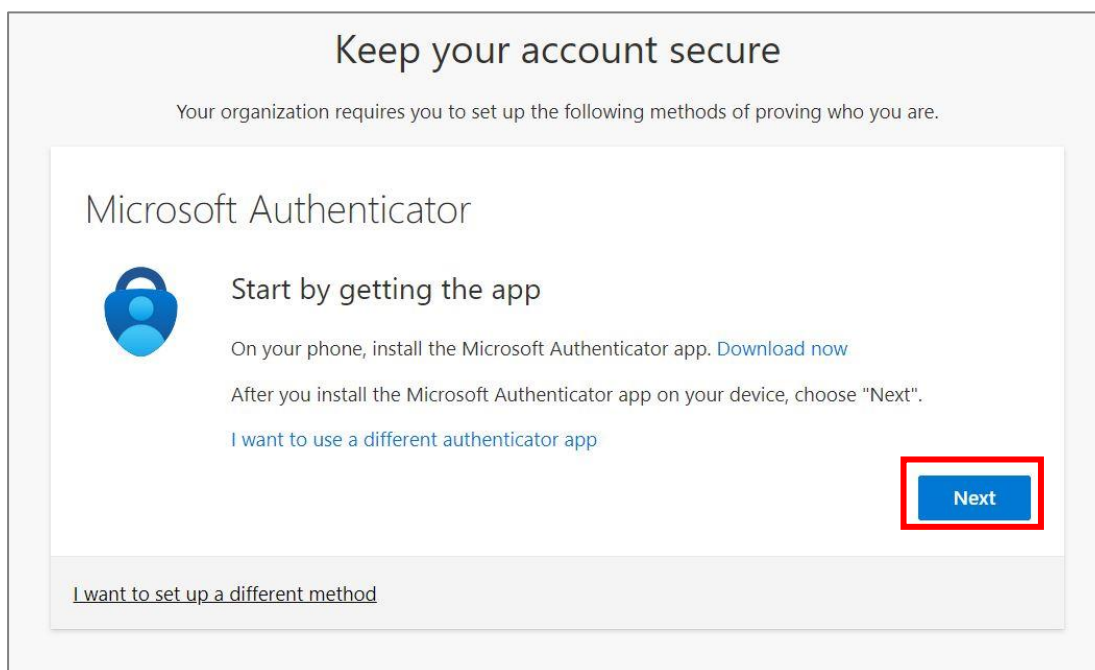 Keep your account secure
Your organization requires you to set up the following methods of proving who you are.
Microsoft Authenticator
Start by getting the app
On your phone, install the Microsoft Authenticator app. Download now
After you install the Microsoft Authenticator app on your device, choose "Next".
I want to use a different authenticator app
Next
I want to set up a different method